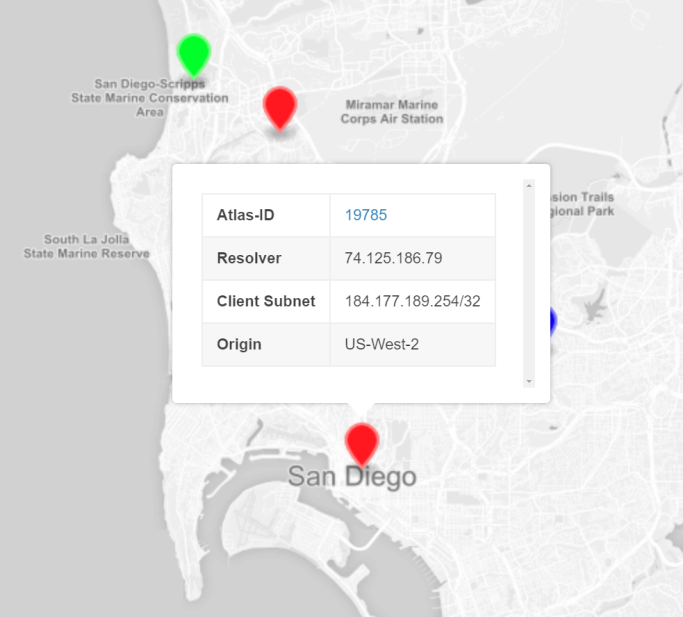 San Diego-Scripps
State Marine Conservation
Area
Miramar Marine
Corps Air Station
Atlas-ID 19785
Resolver 74.125.186.79
Client Subnet 184.177.189.254/32
Origin US-West-2
South La Jolla
State Marine Reserve
ssion Trails
gional Park
San Diego